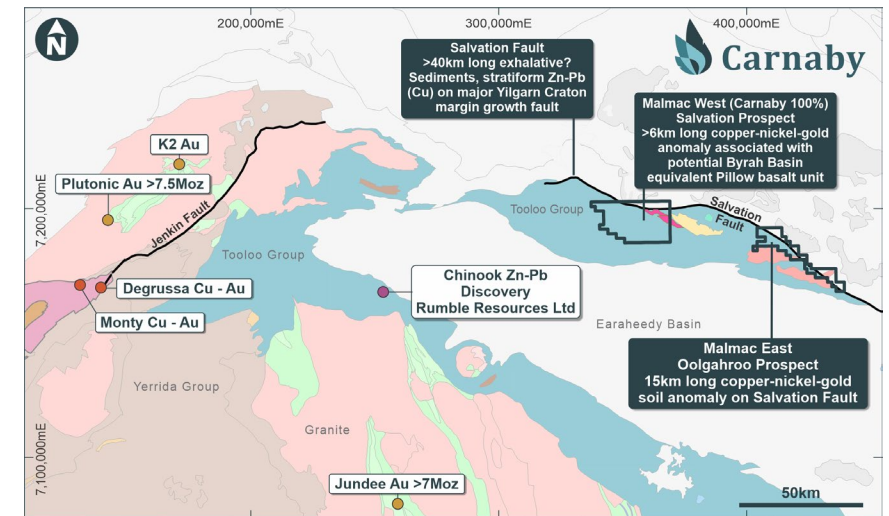 200,000mE
300,000mE
400,000mE
N
Carnaby
Salvation Fault
>40km long exhalative?
Sediments, stratiform Zn-Pb
(Cu) on major Yilgarn Craton
margin growth fault
Malmac West (Carnaby 100%)
Salvation Prospect
>6km long copper-nickel-gold
anomaly associated with
potential Byrah Basin
equivalent Pillow basalt unit
K2 Au
Plutonic Au >7.5Moz
7,200,000mE
Jenkin Fault
Tooloo Group
Salvation
Fault
Tooloo Group
Degrussa Cu - Au
Monty Cu - Au
Chinook Zn-Pb
Discovery
Rumble Resources Ltd
Earaheedy Basin
Malmac East
Oolgahroo Prospect
15km long copper-nickel-gold
soil anomaly on Salvation Fault
Yerrida Group
Granite
7,100,000mE
Jundee Au >7Moz
50km